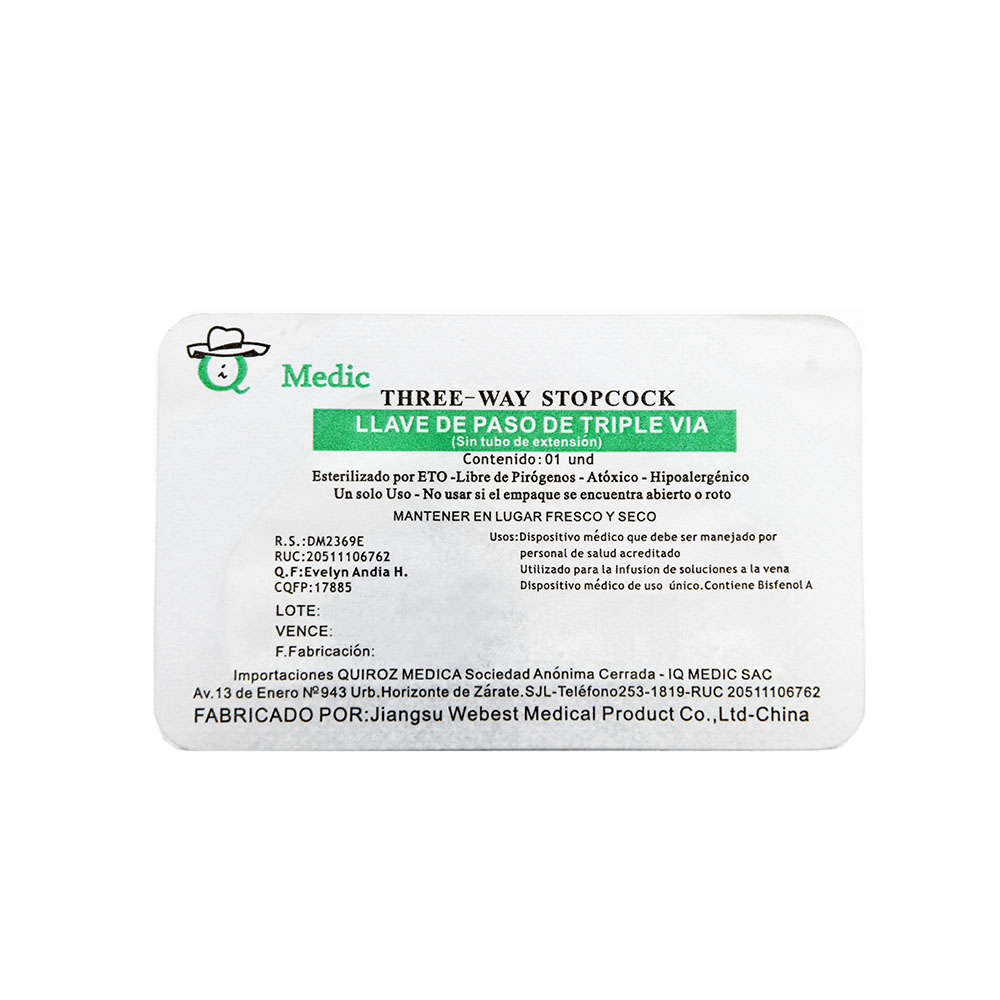 iQ Medic
THREE-WAY STOPCOCK
LLAVE DE PASO DE TRIPLE VIA
(Sin tubo de extensión)
Contenido:01 und
Esterilizado por ETO -Libre de Pirógenos - Atóxico - Hipoalergénico
Un solo Uso - No usar si el empaque se encuentra abierto o roto
MANTENER EN LUGAR FRESCO Y SECO
R.S.:DM2369E
RUC:20511106762
Q.F:Evelyn Andia H.
CQFP:17885
Usos:Dispositivo médico que debe ser manejado por
personal de salud acreditado
Utilizado para la Infusion de soluciones a la vena
Dispositivo médico de uso único.Contiene Bisfenol A
LOTE:
VENCE:
F.Fabricación:
Importaciones QUIROZ MEDICA Sociedad Anónima Cerrada - IQ MEDIC SAC
Av.13 de Enero Nº943 Urb.Horizonte de Zárate.SJL-Teléfono253-1819-RUC 20511106762
FABRICADO POR:Jiangsu Webest Medical Product Co.,Ltd-China